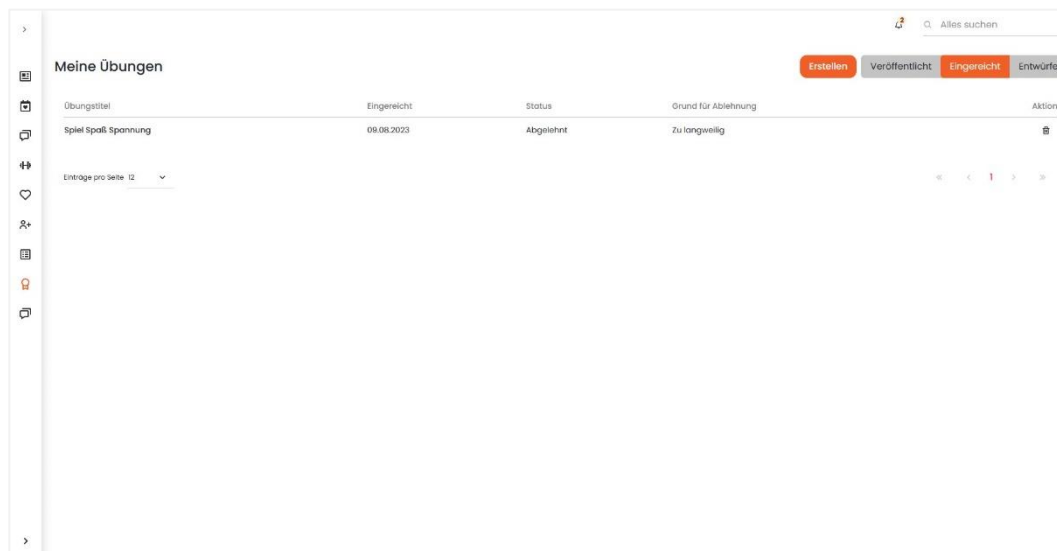 2
Alles suchen
Meine Übungen
Erstellen Veröffentlicht Eingereicht Entwürfe
Übungstitel Eingereicht Status Grund für Ablehnung Aktion
Spiel Spaß Spannung 09.08.2023 Abgelehnt Zu langweilig
Einträge pro Seite 12 « < 1 > »